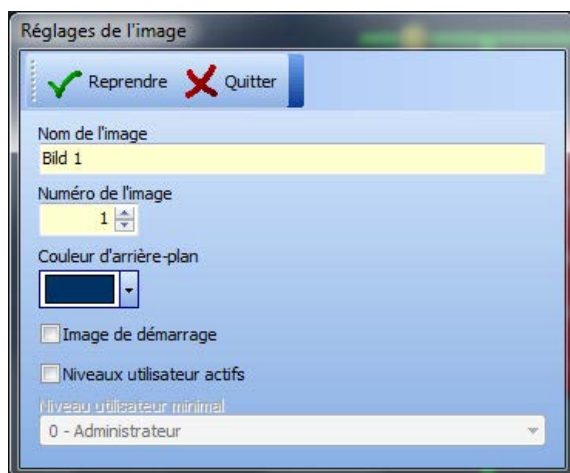 Réglages de l'image
Reprendre Quitter
Nom de l'image
Bild 1
Numéro de l'image
1
Couleur d'arrière-plan
Image de démarrage
Niveaux utilisateur actifs
Niveau utilisateur minimal
0 - Administrateur